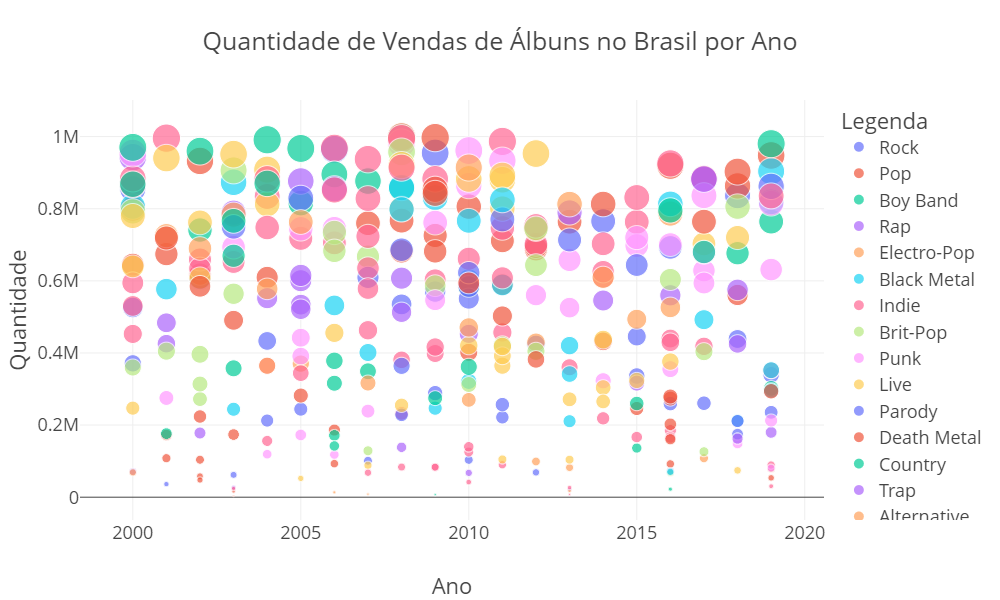 Quantidade de Vendas de Álbuns no Brasil por Ano
Quantidade
1M
0.8M
0.6M
0.4M
0.2M
0
2000
2005
2010
2015
2020
Ano
Legenda
Rock
Pop
Boy Band
Rap
Electro-Pop
Black Metal
Indie
Brit-Pop
Punk
Live
Parody
Death Metal
Country
Trap
Alternative